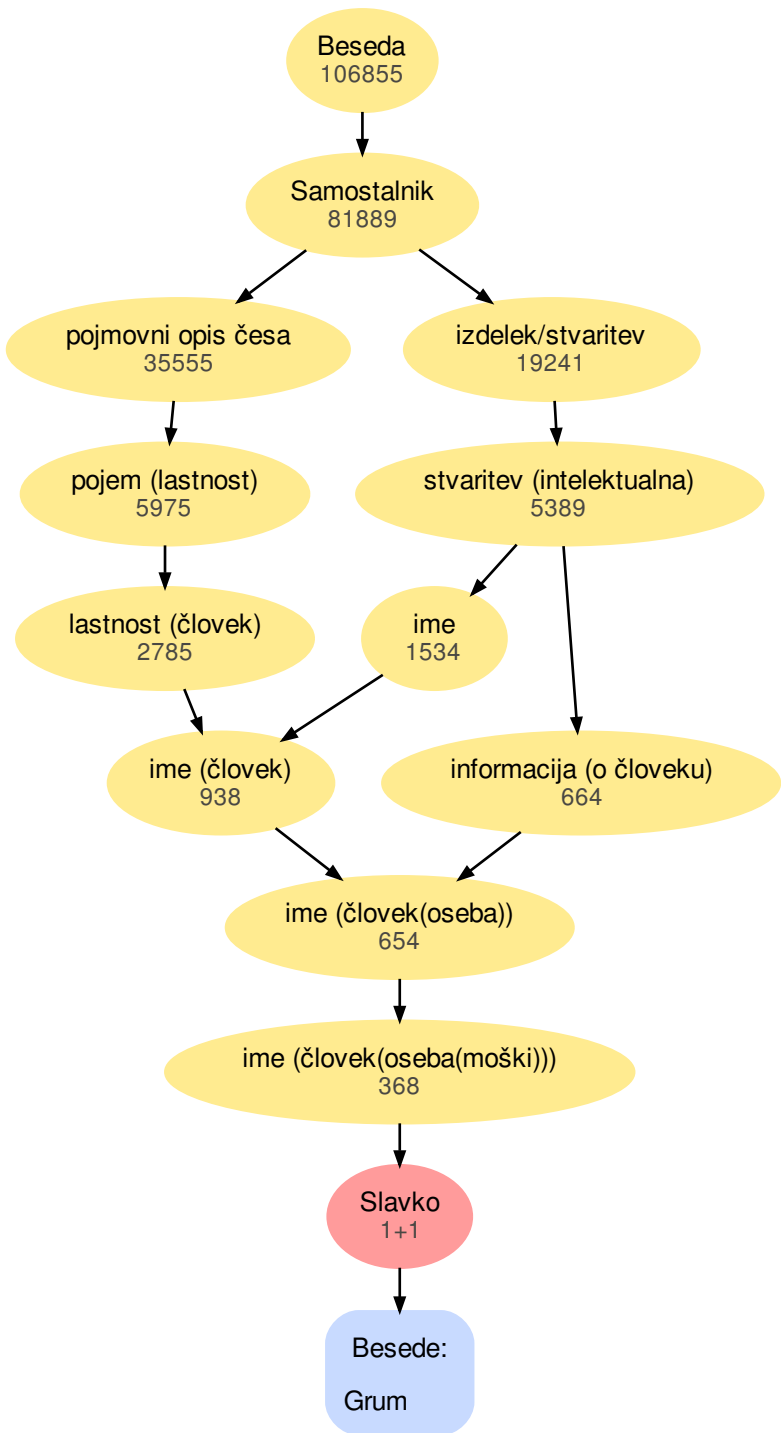 Beseda
106855
Samostalnik
81889
pojmovni opis česa
35555
izdelek/stvaritev
19241
pojem (lastnost)
5975
stvaritev (intelektualna)
5389
lastnost (človek)
2785
ime
1534
ime (človek)
938
informacija (o človeku)
664
ime (človek(oseba))
654
ime (človek(oseba(moški)))
368
Slavko
1+1
Besede:
Grum